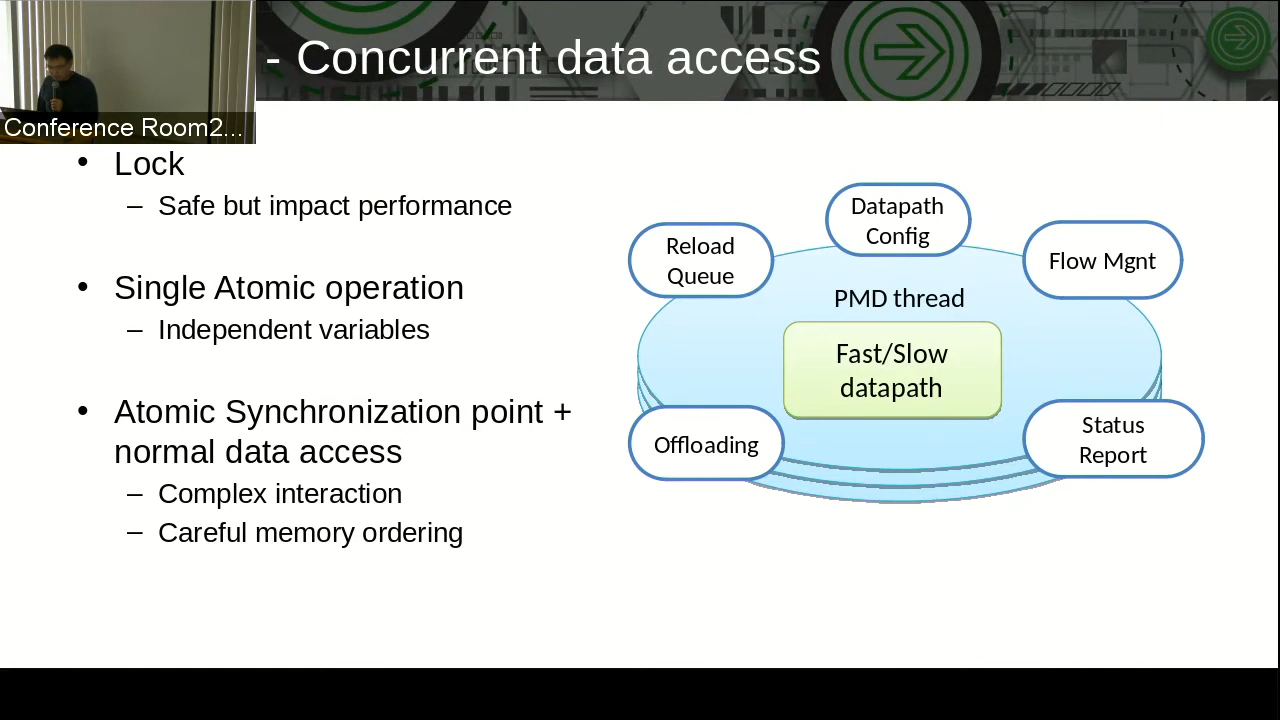 - Concurrent data access
Conference Room2...
• Lock
– Safe but impact performance
• Single Atomic operation
– Independent variables
• Atomic Synchronization point +
normal data access
– Complex interaction
– Careful memory ordering
Datapath
Config
Reload
Queue
Flow Mgnt
PMD thread
Fast/Slow
datapath
Offloading
Status
Report